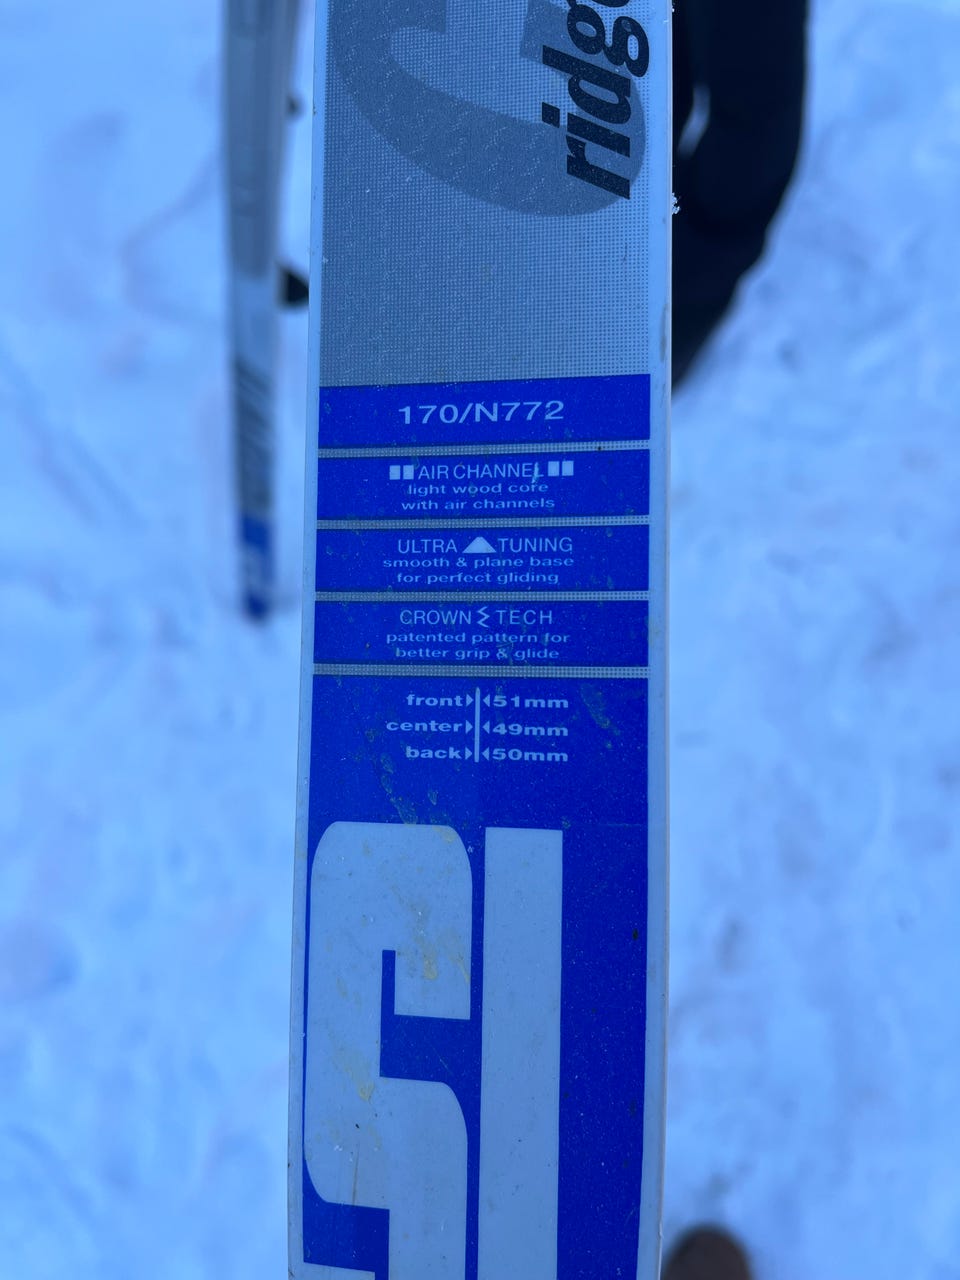 170/N772
AIR CHANNEL
light wood core
with air channels
ULTRA TUNING
smooth & plane base
for perfect gliding
CROWN TECH
patented pattern for
better grip & glide
front 51mm
center 49mm
back 50mm